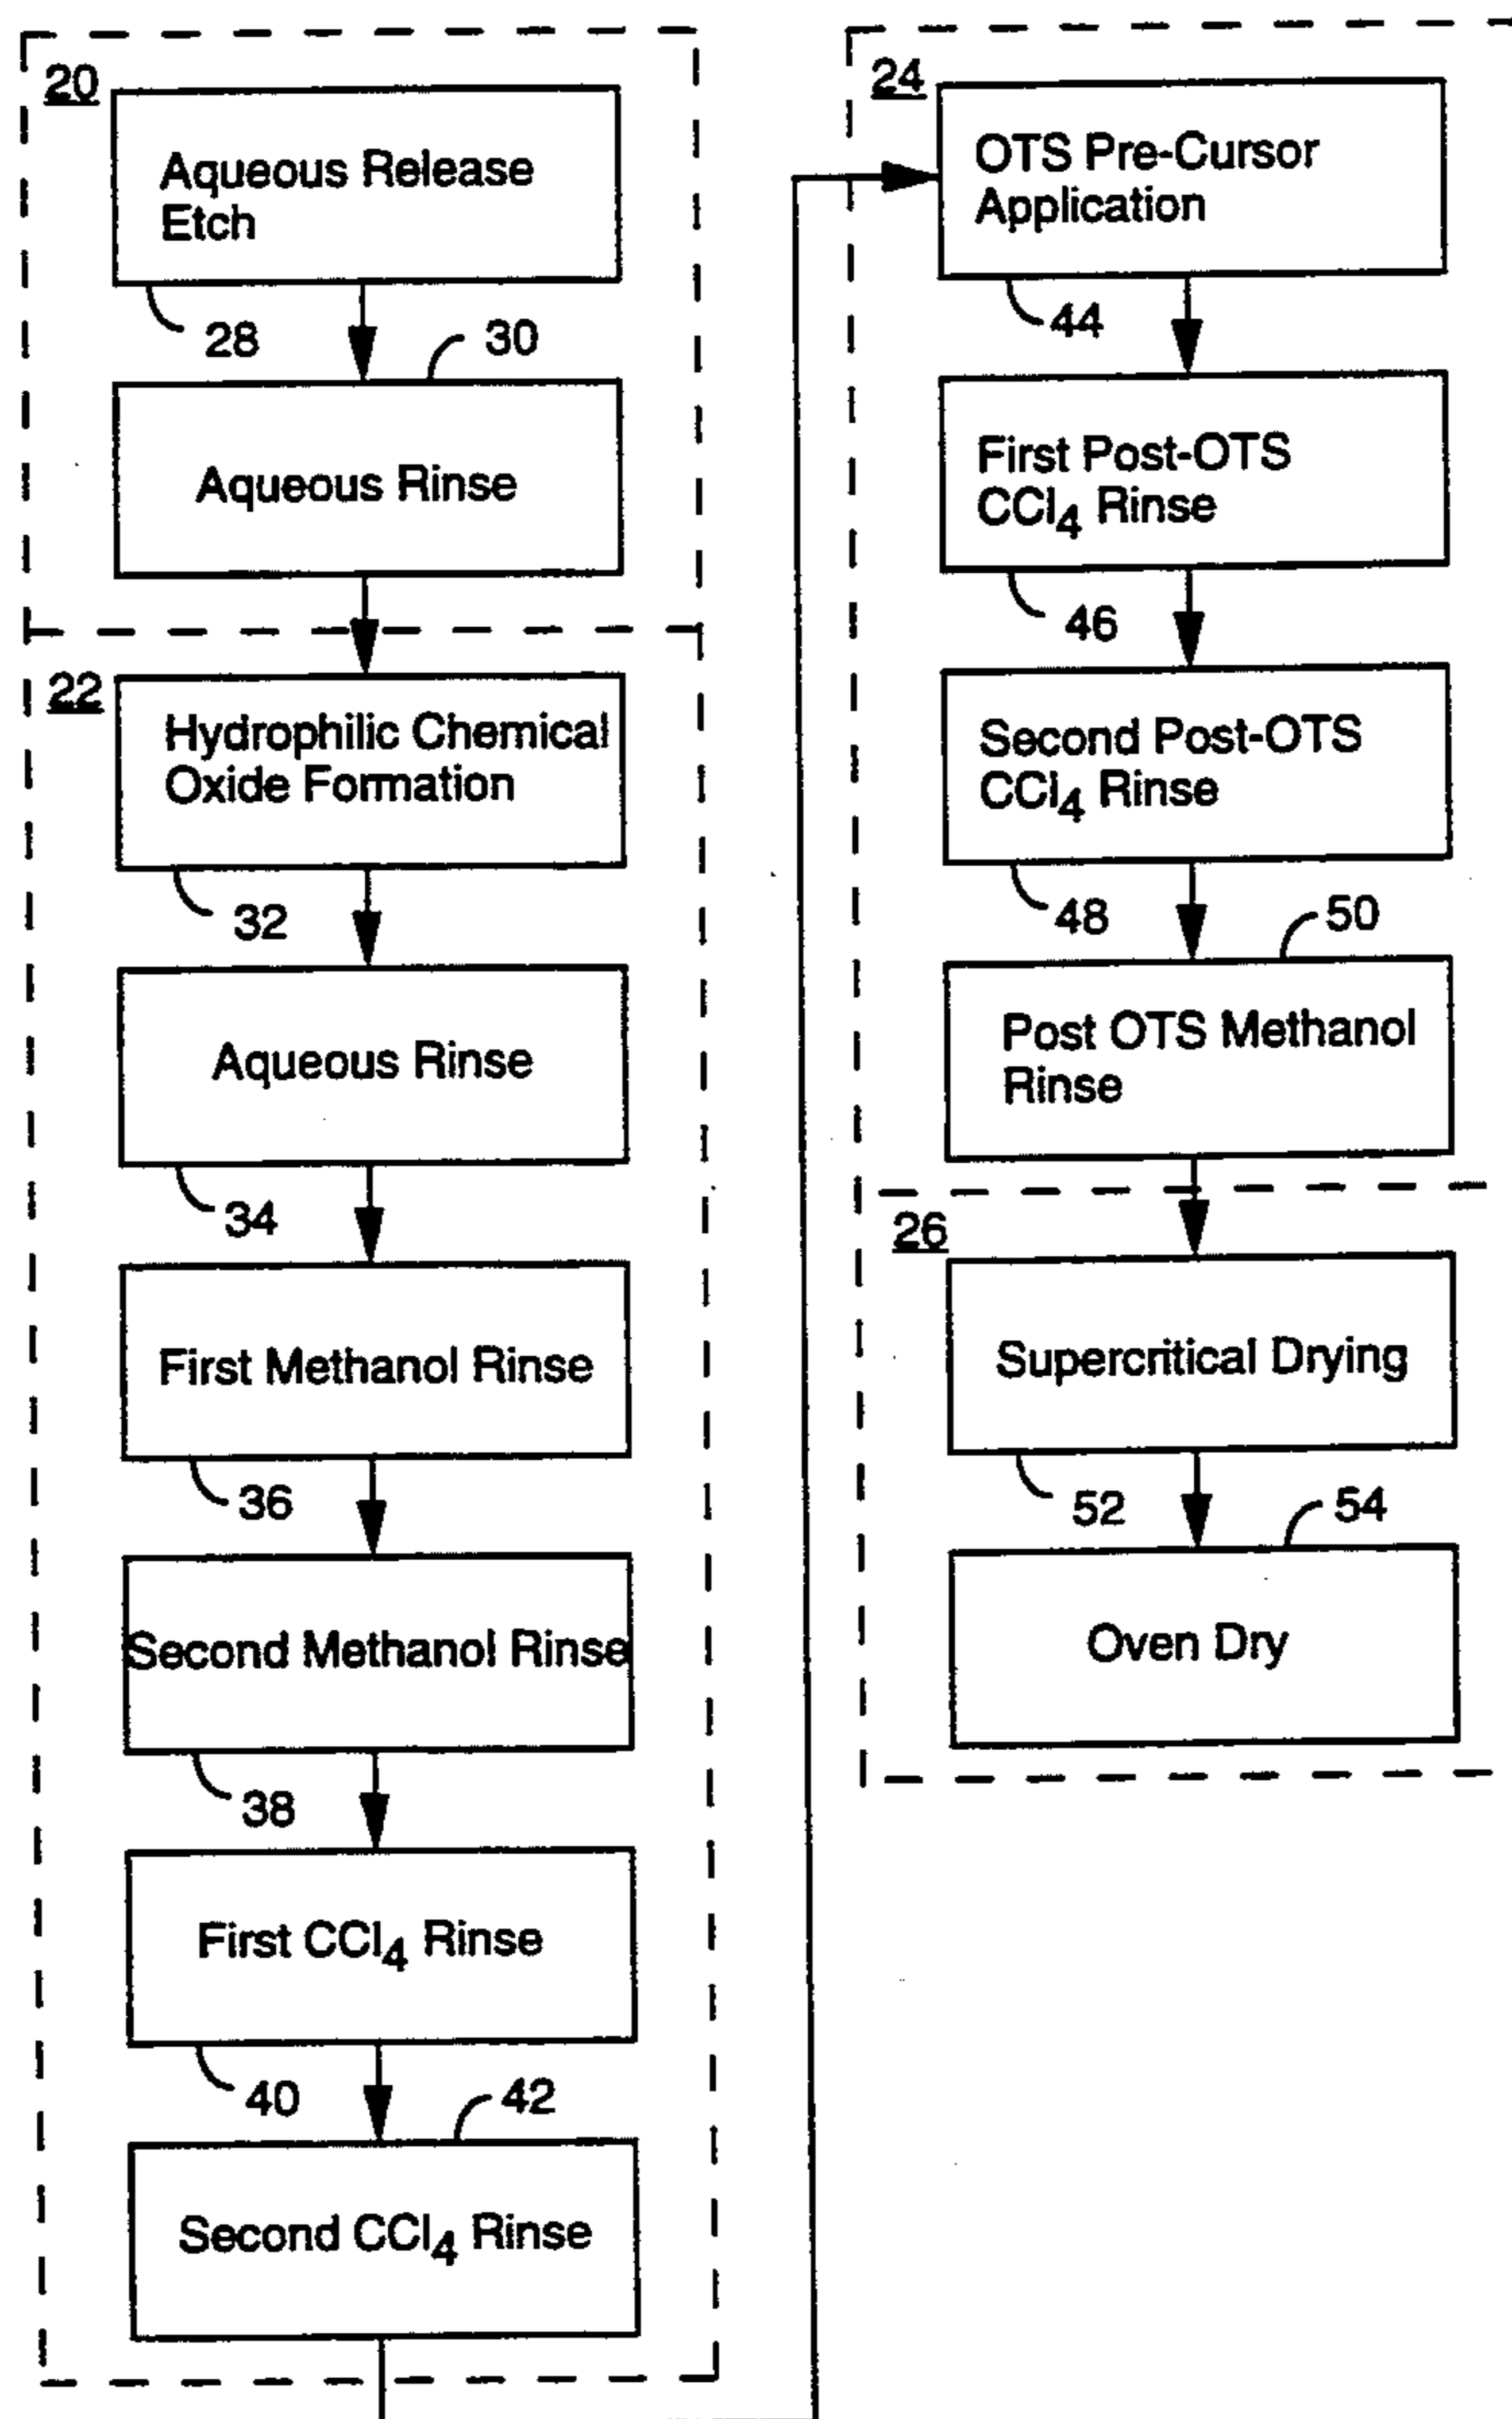 20
Aqueous Release
Etch
28
30
Aqueous Rinse
22
Hydrophilic Chemical
Oxide Formation
32
Aqueous Rinse
34
First Methanol Rinse
36
Second Methanol Rinse
38
First CCl4 Rinse
40
42
Second CCl4 Rinse
24
OTS Pre-Cursor
Application
44
First Post-OTS
CCl4 Rinse
46
Second Post-OTS
CCl4 Rinse
48
50
Post OTS Methanol
Rinse
26
Supercritical Drying
52
54
Oven Dry